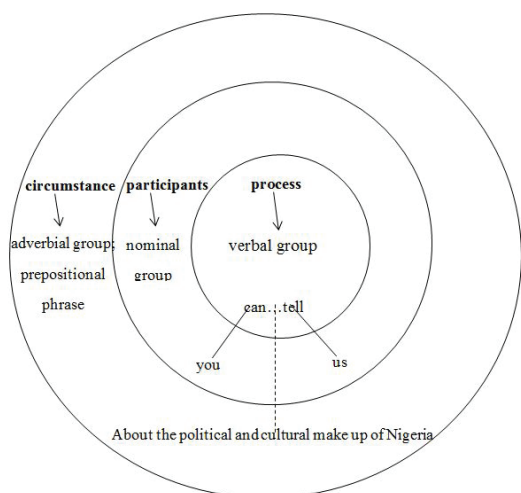 circumstance participants process
adverbial group; nominal verbal group
prepositional group
phrase
can…tell
you us
About the political and cultural make up of Nigeria